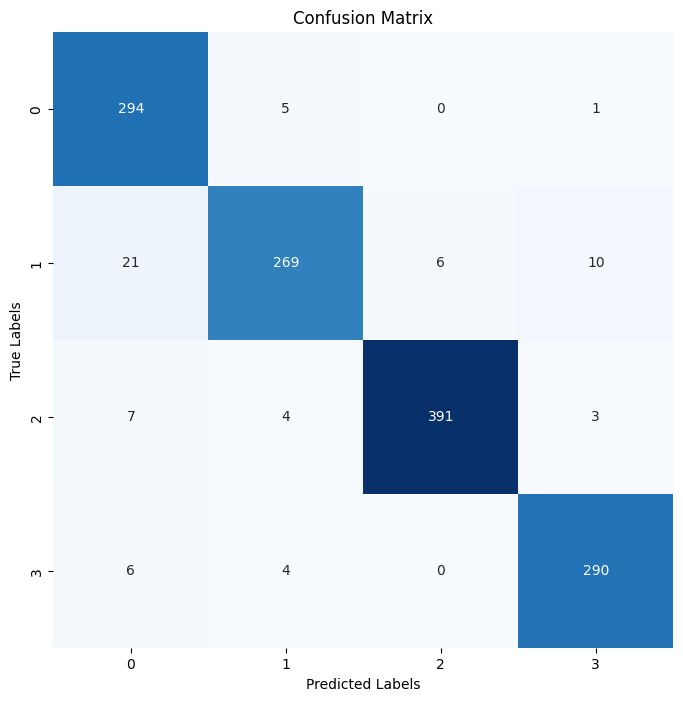 Confusion Matrix
0 294 5 0 1
1 21 269 6 10
2 7 4 391 3
3 6 4 0 290
True Labels
0 1 2 3
Predicted Labels